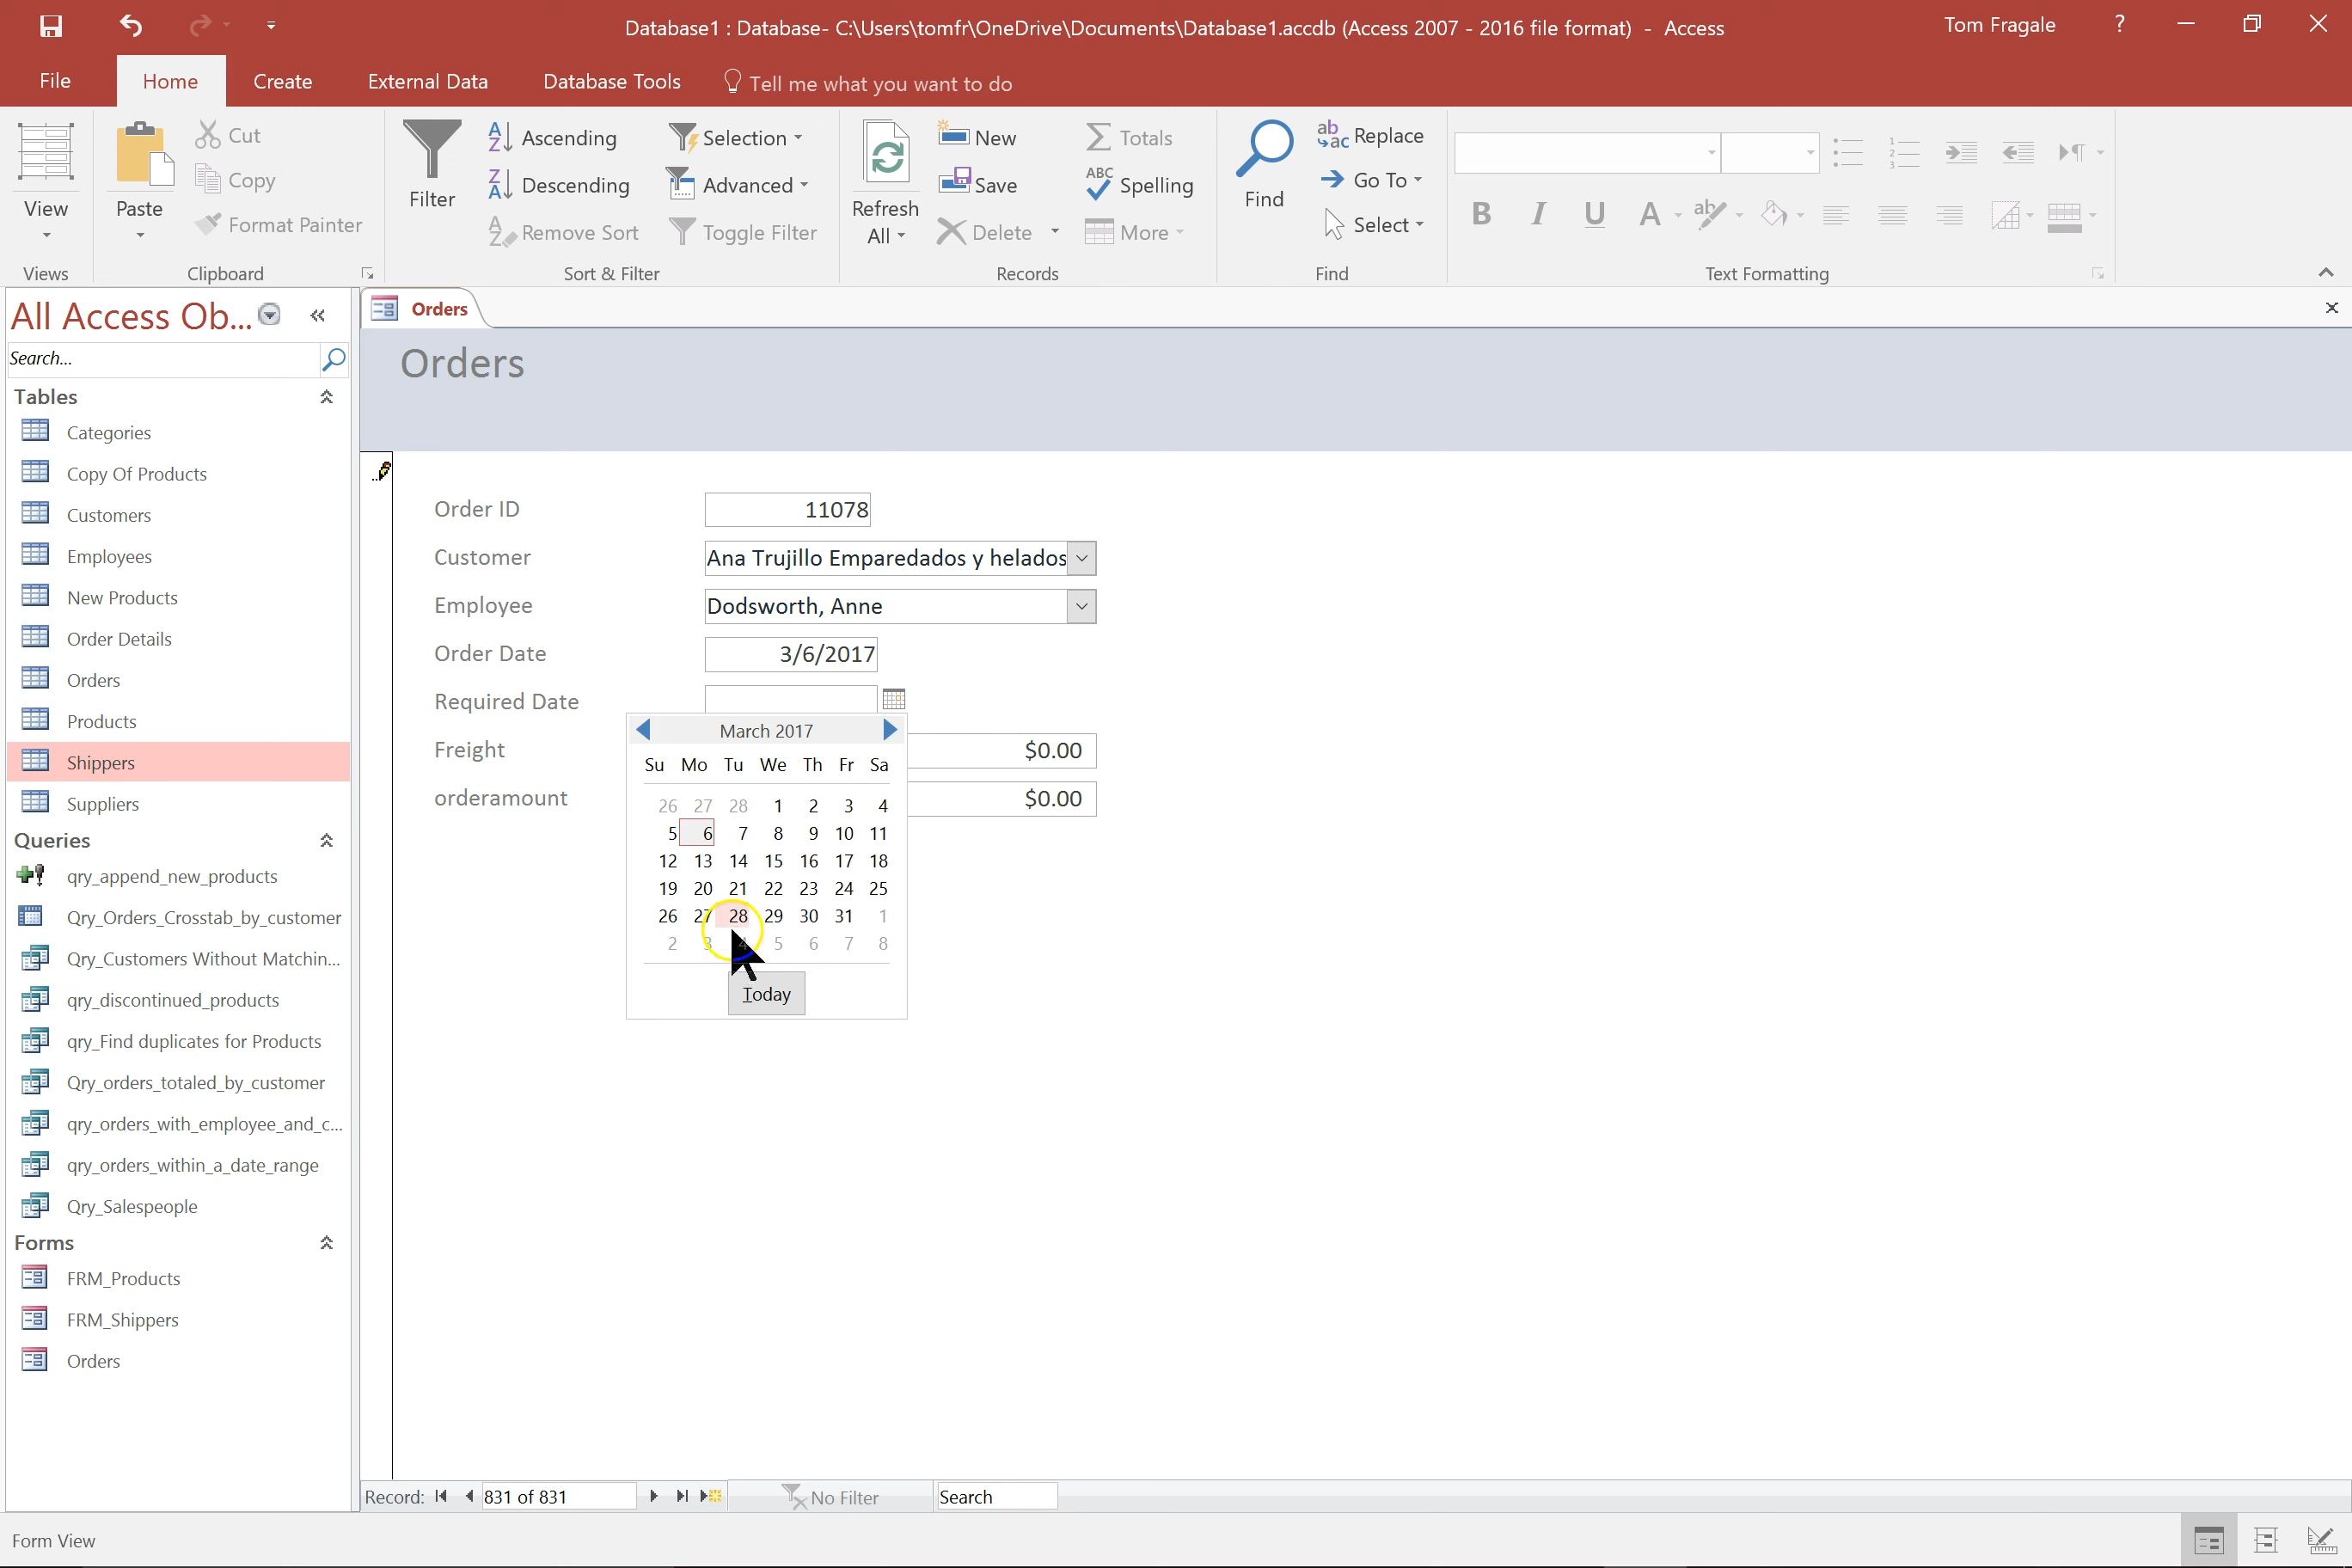 Database1 : Database- C:\Users\tomfr\OneDrive\Documents\Database1.accdb (Access 2007 - 2016 file format) - Access
Tom Fragale
?
File
Home
Create
External Data
Database Tools
Tell me what you want to do
View
Views
Paste
Cut
Copy
Format Painter
Clipboard
Filter
Ascending
Descending
Remove Sort
Selection
Advanced
Toggle Filter
Sort & Filter
Refresh
All
New
Save
Delete
Totals
Spelling
More
Records
Find
Replace
Go To
Select
Find
Text Formatting
All Access Ob...
Search...
Tables
Categories
Copy Of Products
Customers
Employees
New Products
Order Details
Orders
Products
Shippers
Suppliers
Queries
qry_append_new_products
Qry_Orders_Crosstab_by_customer
Qry_Customers Without Matchin...
qry_discontinued_products
qry_Find duplicates for Products
Qry_orders_totaled_by_customer
qry_orders_with_employee_and_c...
qry_orders_within_a_date_range
Qry_Salespeople
Forms
FRM_Products
FRM_Shippers
Orders
Orders
Orders
Order ID 11078
Customer Ana Trujillo Emparedados y helados
Employee Dodsworth, Anne
Order Date 3/6/2017
Required Date
Freight $0.00
orderamount $0.00
March 2017
Su Mo Tu We Th Fr Sa
26 27 28 1 2 3 4
5 6 7 8 9 10 11
12 13 14 15 16 17 18
19 20 21 22 23 24 25
26 27 28 29 30 31 1
2 3 4 5 6 7 8
Today
Record: 831 of 831 No Filter Search
Form View